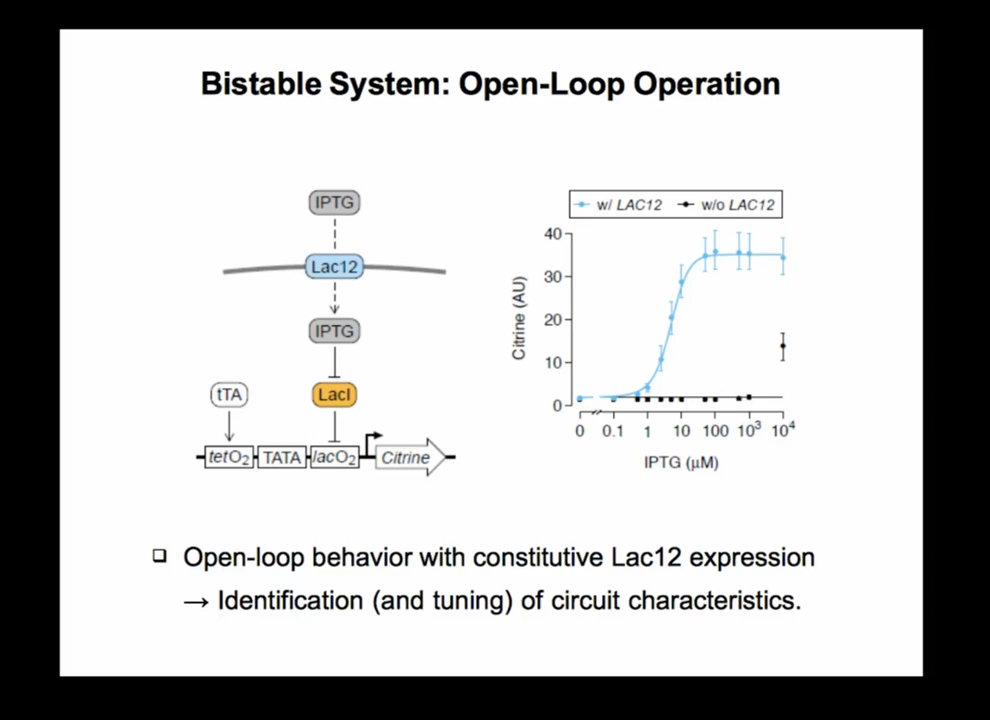 Bistable System: Open-Loop Operation
IPTG
Lac12
IPTG
tTA
LacI
tetO2
TATA
lacO2
Citrine
w/ LAC12
w/o LAC12
Citrine (AU)
40
30
20
10
0
0 0.1 1 10 100 10³ 10⁴
IPTG (μM)
❑ Open-loop behavior with constitutive Lac12 expression
→ Identification (and tuning) of circuit characteristics.